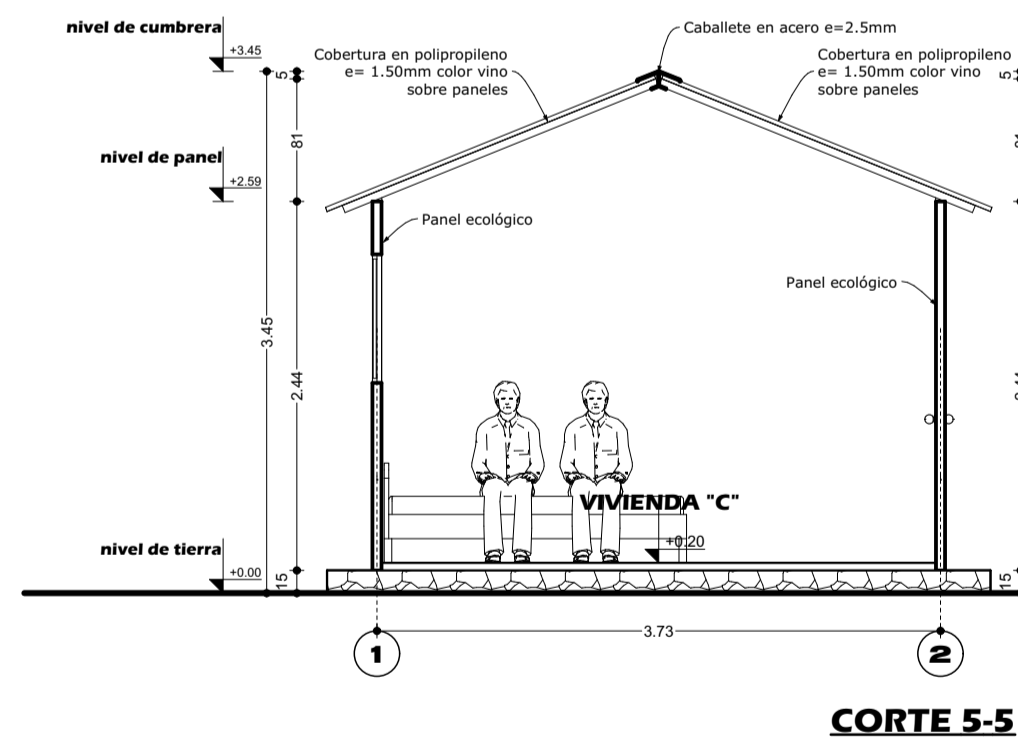 nivel de cumbrera
+3.45
Caballete en acero e=2.5mm
Cobertura en polipropileno
e= 1.50mm color vino
sobre paneles
Cobertura en polipropileno
e= 1.50mm color vino
sobre paneles
5
5
81
nivel de panel
+2.59
Panel ecológico
Panel ecológico
3.45
2.44
VIVIENDA "C"
+0.20
nivel de tierra
+0.00
15
15
3.73
1
2
CORTE 5-5